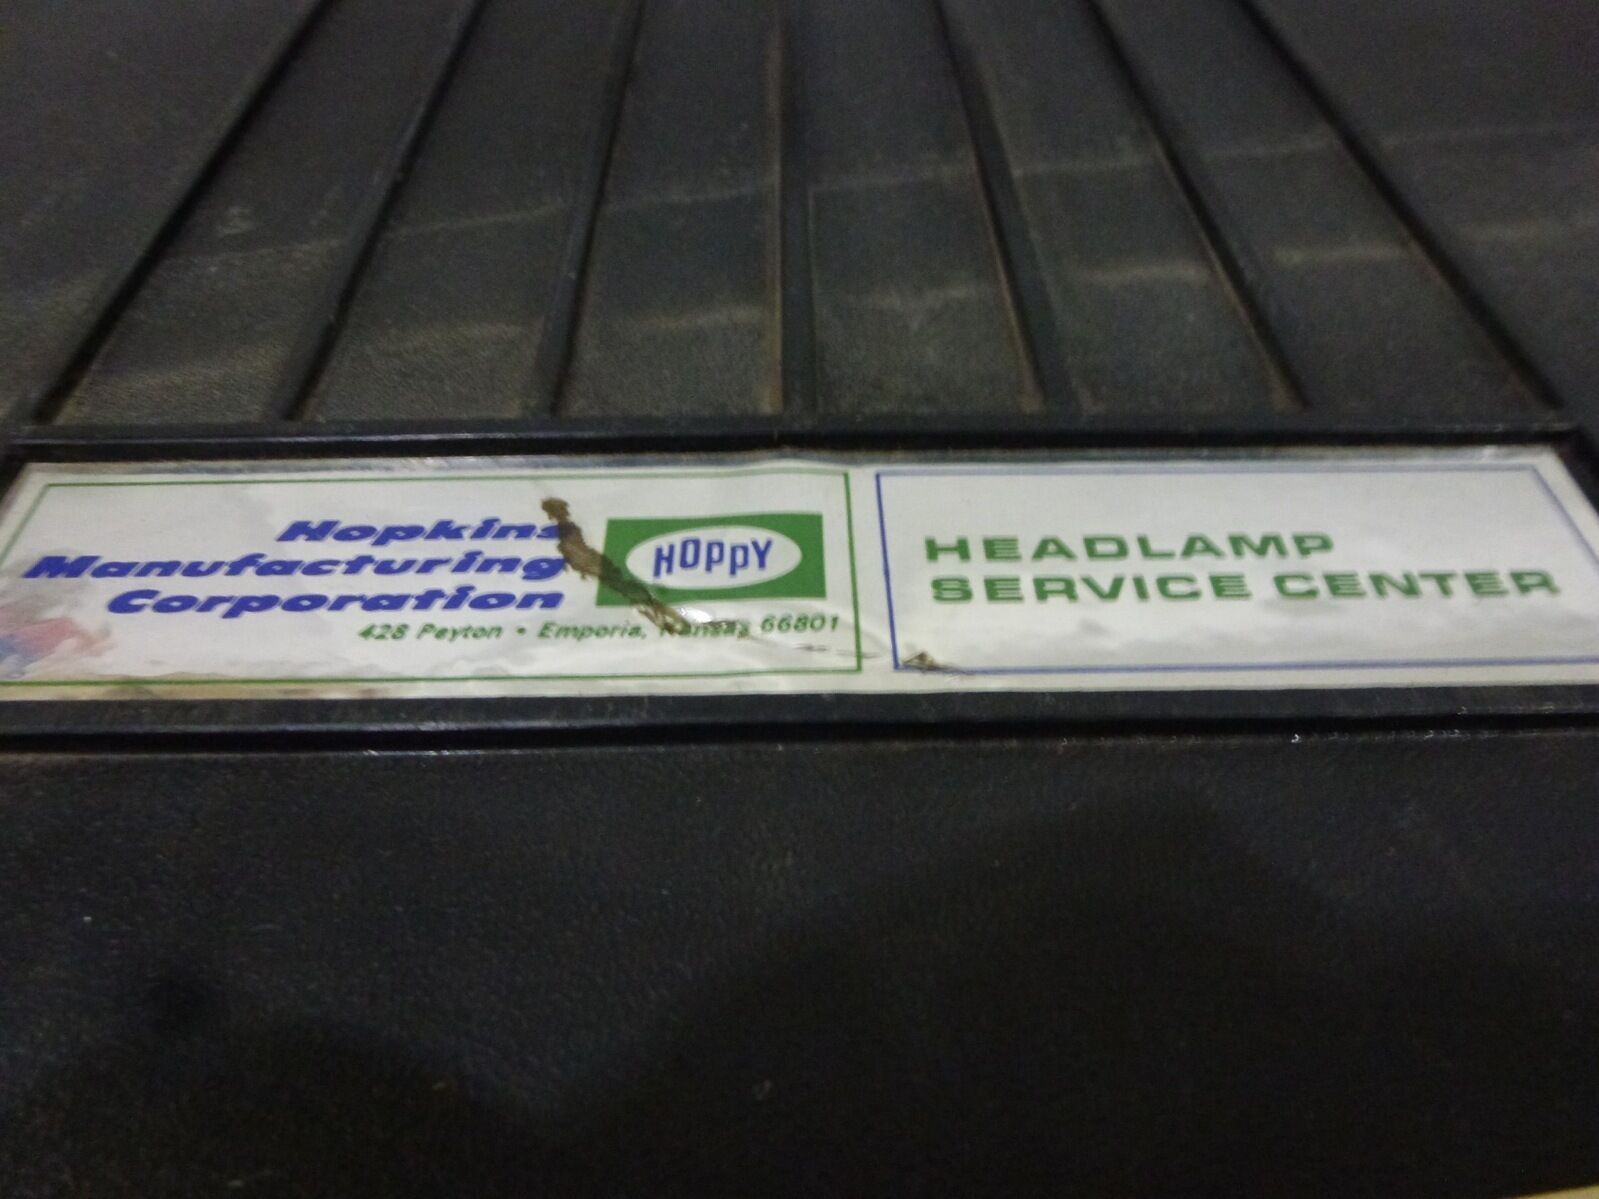 Hopkins
Manufacturing
Corporation
HOPPY
428 Peyton • Emporia, Kansas 66801
HEADLAMP
SERVICE CENTER